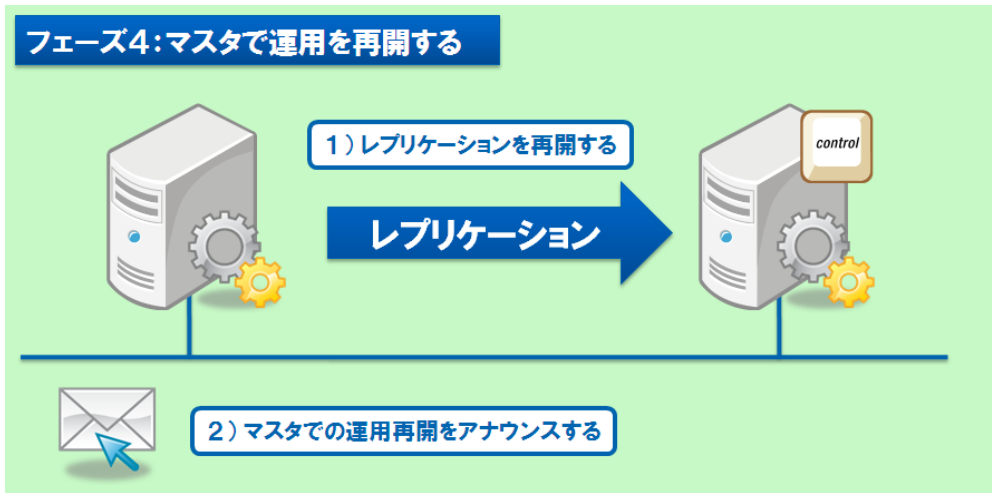 フェーズ4：マスタで運用を再開する
1）レプリケーションを再開する
control
レプリケーション
2）マスタでの運用再開をアナウンスする